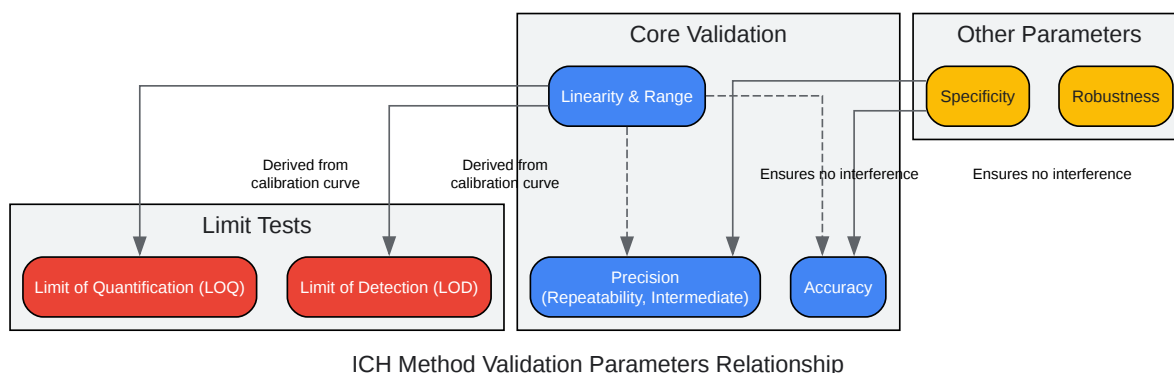 Core Validation
Other Parameters
Linearity & Range
Specificity
Robustness
Derived from
calibration curve
Derived from
calibration curve
Ensures no interference
Ensures no interference
Limit Tests
Limit of Quantification (LOQ)
Limit of Detection (LOD)
Precision
(Repeatability, Intermediate)
Accuracy
ICH Method Validation Parameters Relationship